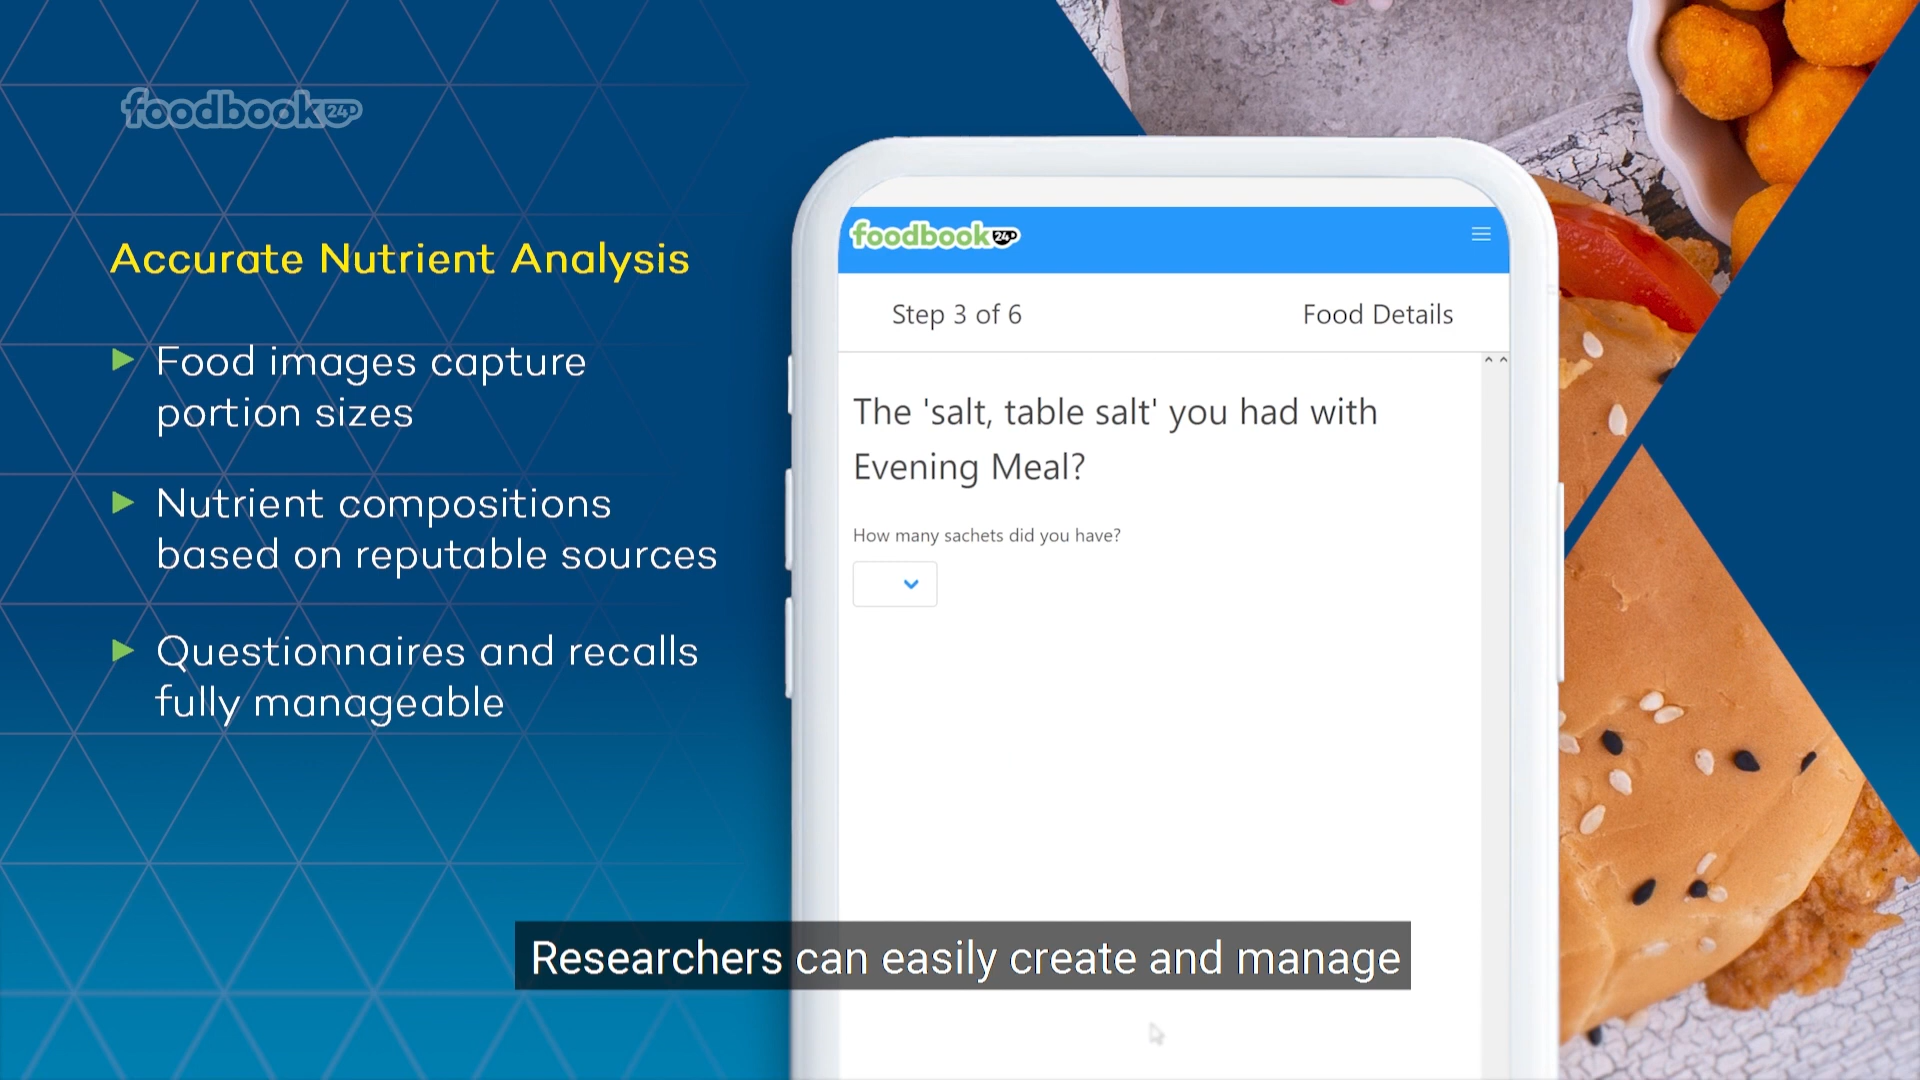 foodbook24
Accurate Nutrient Analysis
Food images capture
portion sizes
Nutrient compositions
based on reputable sources
Questionnaires and recalls
fully manageable
foodbook24
Step 3 of 6
Food Details
The 'salt, table salt' you had with
Evening Meal?
How many sachets did you have?
Researchers can easily create and manage